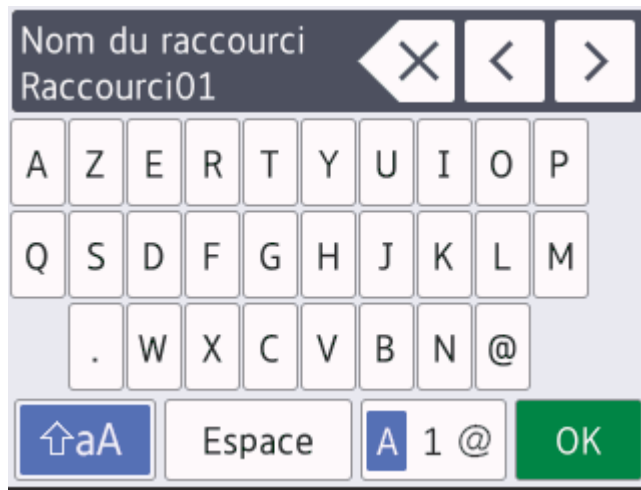 Nom du raccourci
Raccourci01
A Z E R T Y U I O P
Q S D F G H J K L M
. W X C V B N @
aA Espace A 1 @ OK